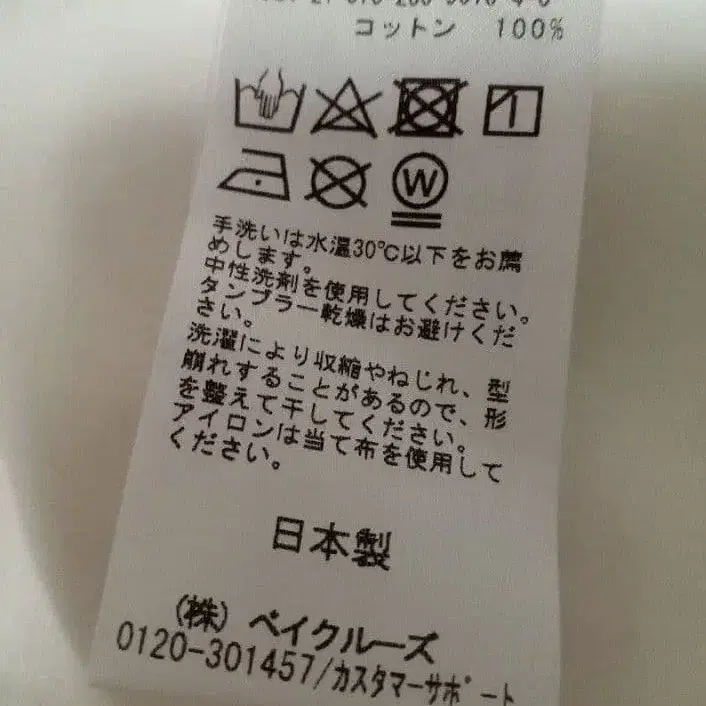 コットン 100%
W
手洗いは水温30℃以下をお薦
めします。
中性洗剤を使用してください。
タンブラー乾燥はお避けくだ
さい。
洗濯により収縮やねじれ、型
崩れすることがあるので、形
を整えて干してください。
アイロンは当て布を使用して
ください。
日本製
(株) ベイクルーズ
0120-301457/カスタマーサポート